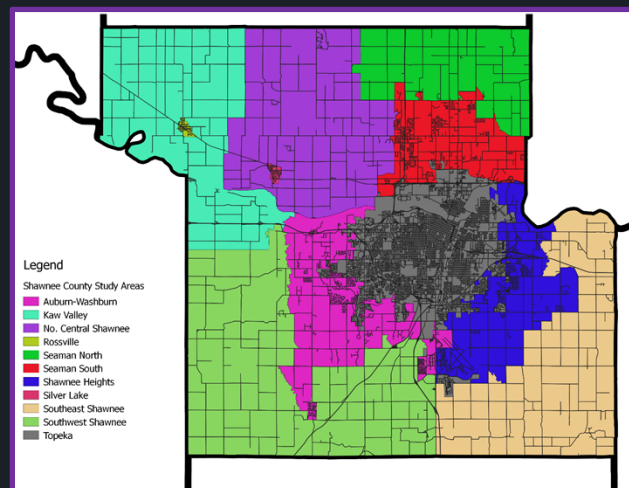 Legend
Shawnee County Study Areas
Auburn-Washburn
Kaw Valley
No. Central Shawnee
Rossville
Seaman North
Seaman South
Shawnee Heights
Silver Lake
Southeast Shawnee
Southwest Shawnee
Topeka